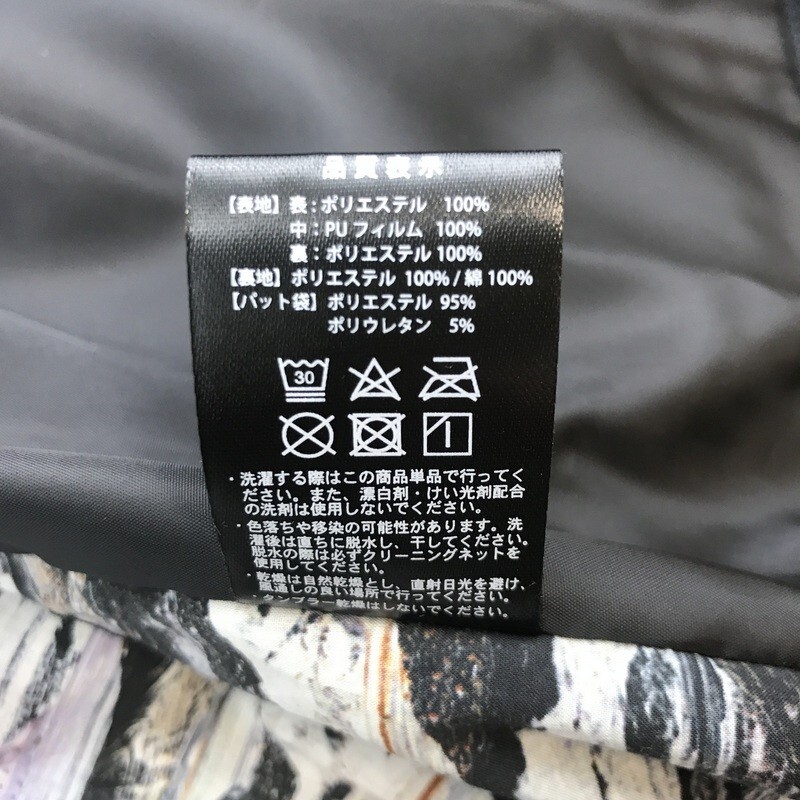 品質表示
【表地】表：ポリエステル 100%
中：PUフィルム 100%
裏：ポリエステル100%
【裏地】ポリエステル 100% / 綿 100%
【パット袋】ポリエステル 95%
ポリウレタン 5%
30
・洗濯する際はこの商品単品で行ってく
ださい。また、漂白剤・けい光剤配合
の洗剤は使用しないでください。
・色落ちや移染の可能性があります。洗
濯後は直ちに脱水し、干してください。
脱水の際は必ずクリーニングネットを
使用してください。
・乾燥は自然乾燥とし、直射日光を避け、
風通しの良い場所で行ってください。
・タンブラー乾燥はしないでください。